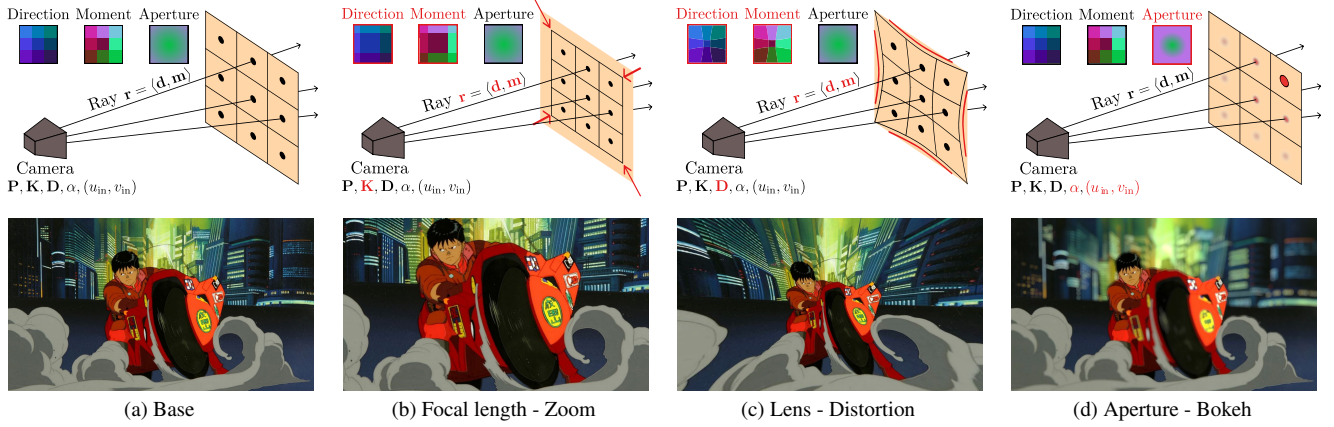 Direction Moment Aperture
Ray r = ⟨d, m⟩
Camera
P, K, D, α, (u_in, v_in)
(a) Base
Direction Moment Aperture
Ray r = ⟨d, m⟩
Camera
P, K, D, α, (u_in, v_in)
(b) Focal length - Zoom
Direction Moment Aperture
Ray r = ⟨d, m⟩
Camera
P, K, D, α, (u_in, v_in)
(c) Lens - Distortion
Direction Moment Aperture
Ray r = ⟨d, m⟩
Camera
P, K, D, α, (u_in, v_in)
(d) Aperture - Bokeh